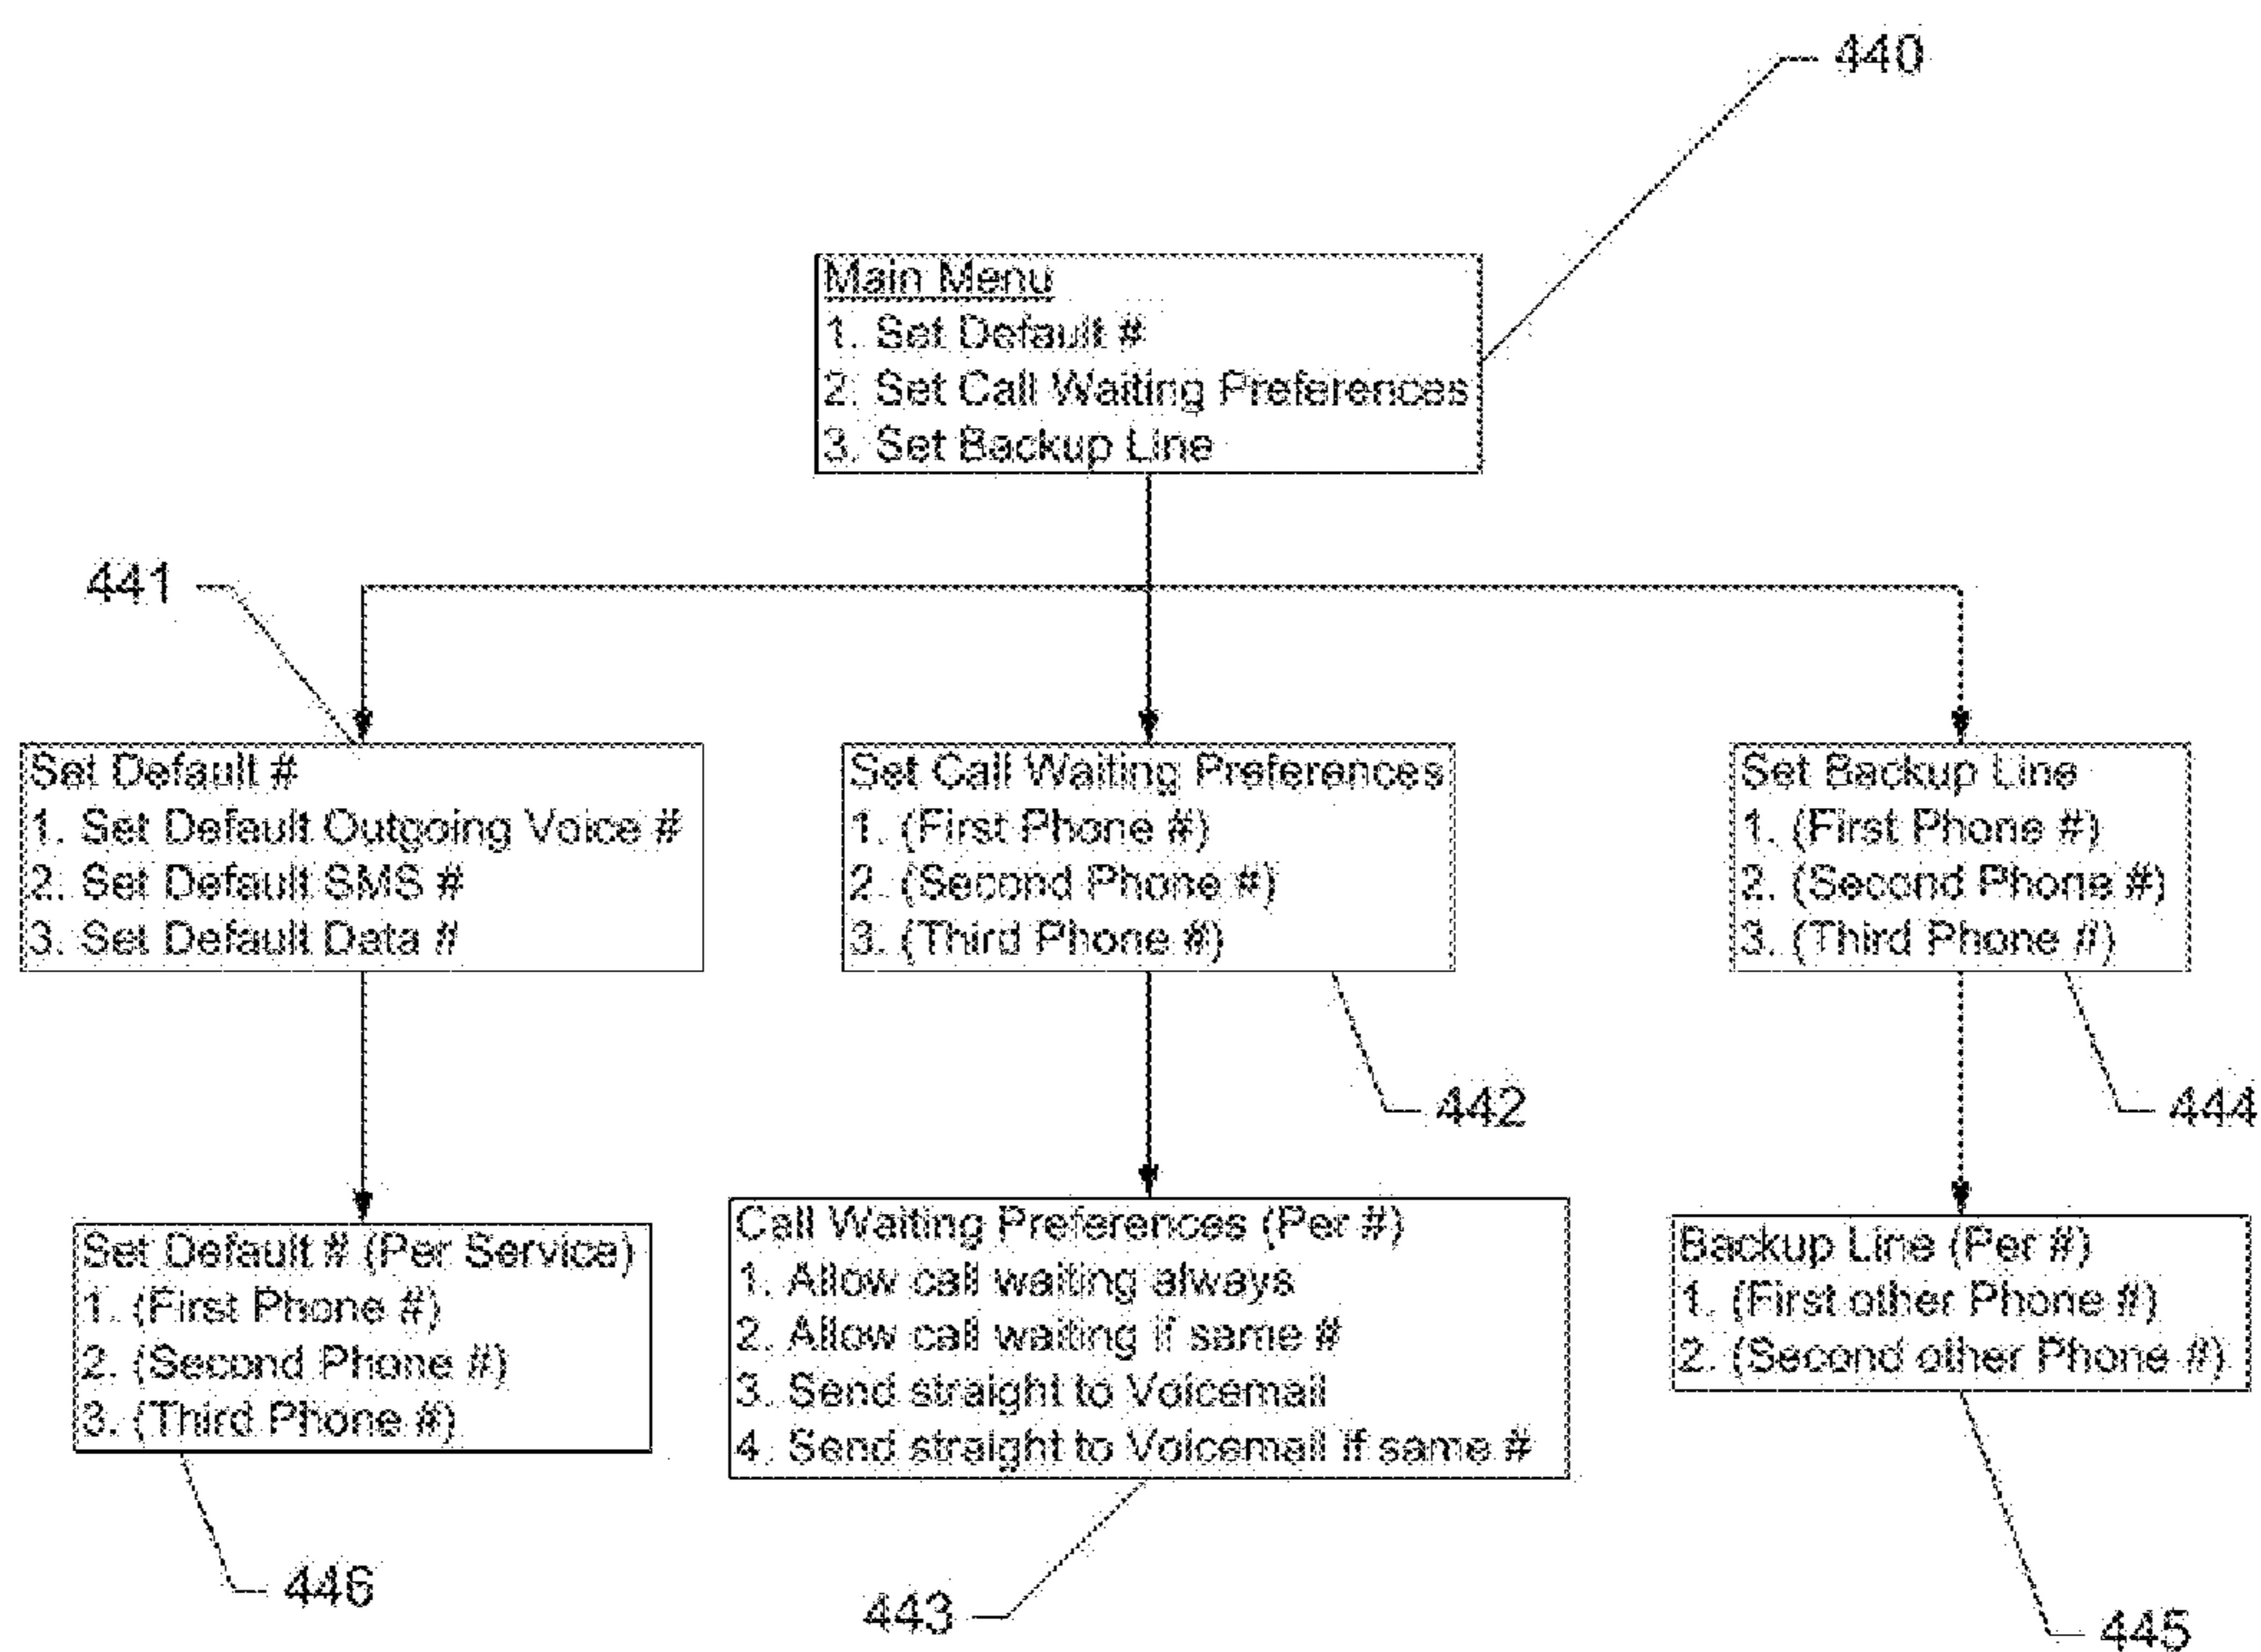 440
Main Menu
1. Set Default #
2. Set Call Waiting Preferences
3. Set Backup Line
441
Set Default #
1. Set Default Outgoing Voice #
2. Set Default SMS #
3. Set Default Data #
Set Call Waiting Preferences
1. (First Phone #)
2. (Second Phone #)
3. (Third Phone #)
Set Backup Line
1. (First Phone #)
2. (Second Phone #)
3. (Third Phone #)
442
444
Set Default # (Per Service)
1. (First Phone #)
2. (Second Phone #)
3. (Third Phone #)
Call Waiting Preferences (Per #)
1. Allow call waiting always
2. Allow call waiting if same #
3. Send straight to Voicemail
4. Send straight to Voicemail if same #
Backup Line (Per #)
1. (First other Phone #)
2. (Second other Phone #)
446
443
445